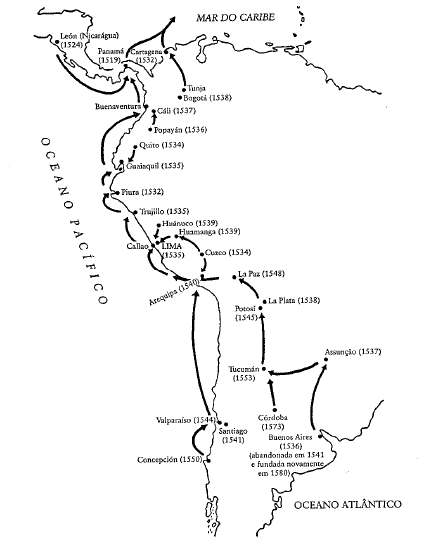 MAR DO CARIBE
León (Nicarágua)
(1524)
Panamá
(1519)
Cartagena
(1532)
Tunja
Bogotá (1538)
Buenaventura
Cáli (1537)
Popayán (1536)
Quito (1534)
Guaiaquil (1535)
OCEANO PACÍFICO
Piura (1532)
Trujillo (1535)
Huánuco (1539)
Huamanga (1539)
Callao
LIMA
(1535)
Cuzco (1534)
La Paz (1548)
Arequipa (1540)
La Plata (1538)
Potosí
(1545)
Assunção (1537)
Tucumán
(1553)
Córdoba
(1573)
Valparaíso (1544)
Santiago
(1541)
Buenos Aires
(1536)
(abandonada em 1541
e fundada novamente
em 1580)
Concepción (1550)
OCEANO ATLÂNTICO